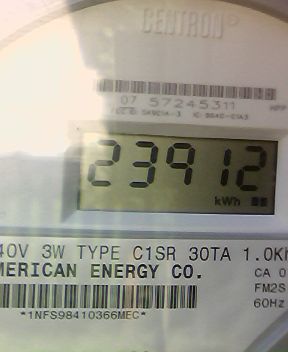 CENTRON®
07 57245311
23912
kWh
40V 3W TYPE C1SR 30TA 1.0Kh
MERICAN ENERGY CO.
CA 0
FM2S
60Hz
*1NFS98410366MEC*